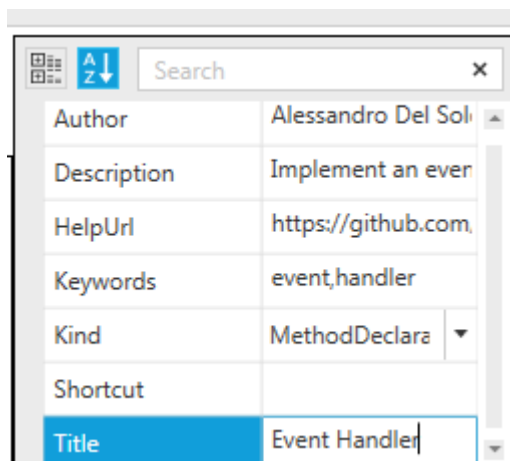 A Z Search
Author Alessandro Del Sol
Description Implement an even
HelpUrl https://github.com,
Keywords event,handler
Kind MethodDeclara
Shortcut
Title Event Handler